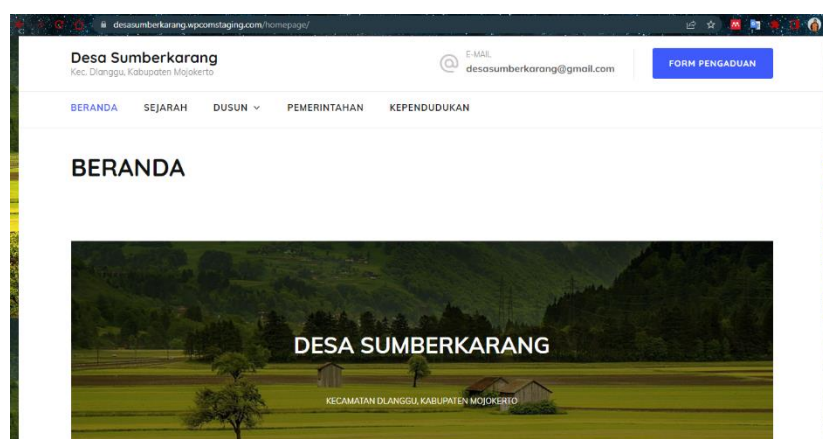 desasumberkarang.wpcomstaging.com/homepage/
Desa Sumberkarang
Kec. Dlanggu, Kabupaten Mojokerto
E-MAIL
desasumberkarang@gmail.com
FORM PENGADUAN
BERANDA SEJARAH DUSUN PEMERINTAHAN KEPENDUDUKAN
BERANDA
DESA SUMBERKARANG
KECAMATAN DLANGGU, KABUPATEN MOJOKERTO